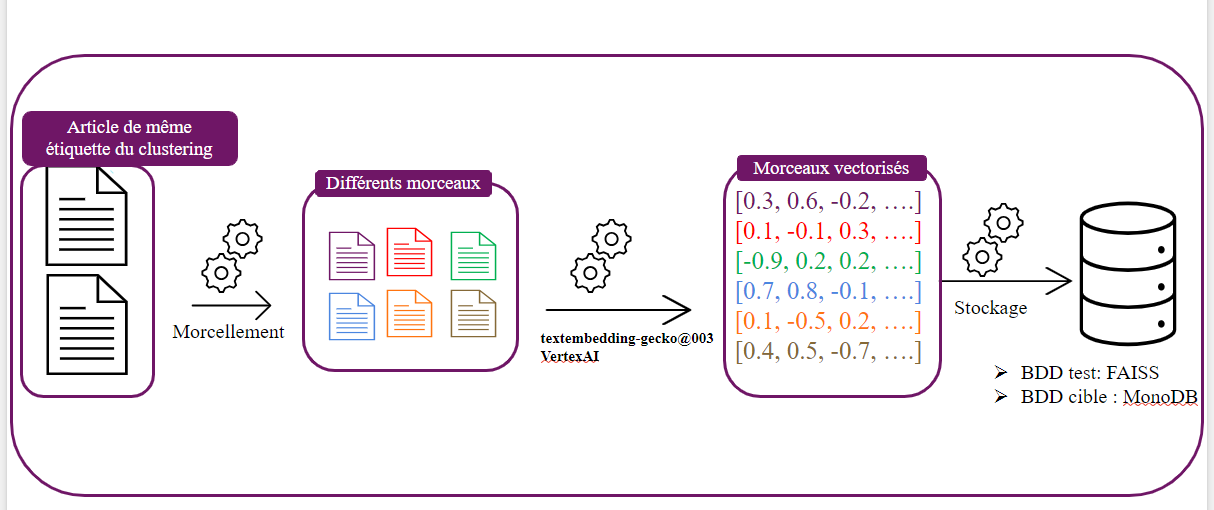 Article de même
étiquette du clustering
Morcellement
Différents morceaux
textembedding-gecko@003
VertexAI
Morceaux vectorisés
[0.3, 0.6, -0.2, ….]
[0.1, -0.1, 0.3, ….]
[-0.9, 0.2, 0.2, ….]
[0.7, 0.8, -0.1, ….]
[0.1, -0.5, 0.2, ….]
[0.4, 0.5, -0.7, ….]
Stockage
➢ BDD test: FAISS
➢ BDD cible : MonoDB